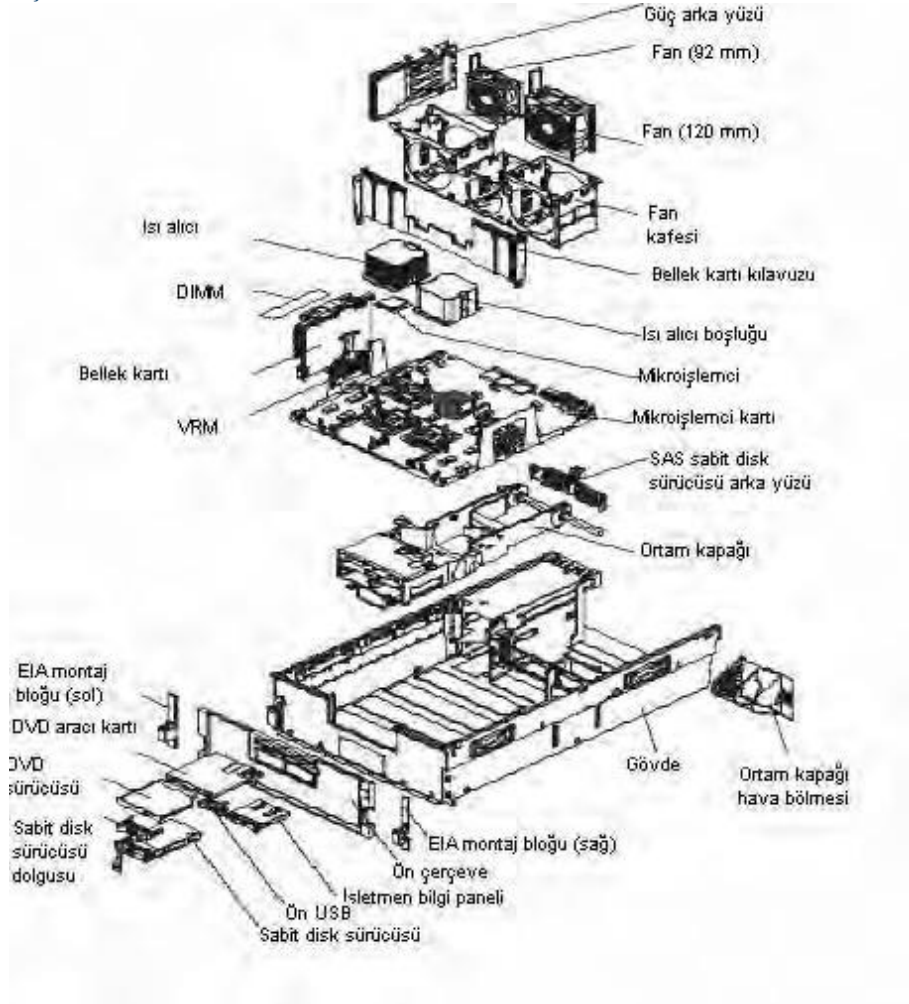 Güç arka yüzü
Fan (92 mm)
Fan (120 mm)
Fan
kafesi
Isı alıcı
Bellek kartı kılavuzu
DIMM
Isı alıcı boşluğu
Bellek kartı
Mikroişlemci
VRM
Mikroişlemci kartı
SAS sabit disk
sürücüsü arka yüzü
Ortam kapağı
EIA montaj
bloğu (sol)
DVD aracı kartı
DVD
sürücüsü
Sabit disk
sürücüsü
dolgusu
Gövde
Ortam kapağı
hava bölmesi
EIA montaj bloğu (sağ)
Ön çerçeve
İşletmen bilgi paneli
Ön USB
Sabit disk sürücüsü